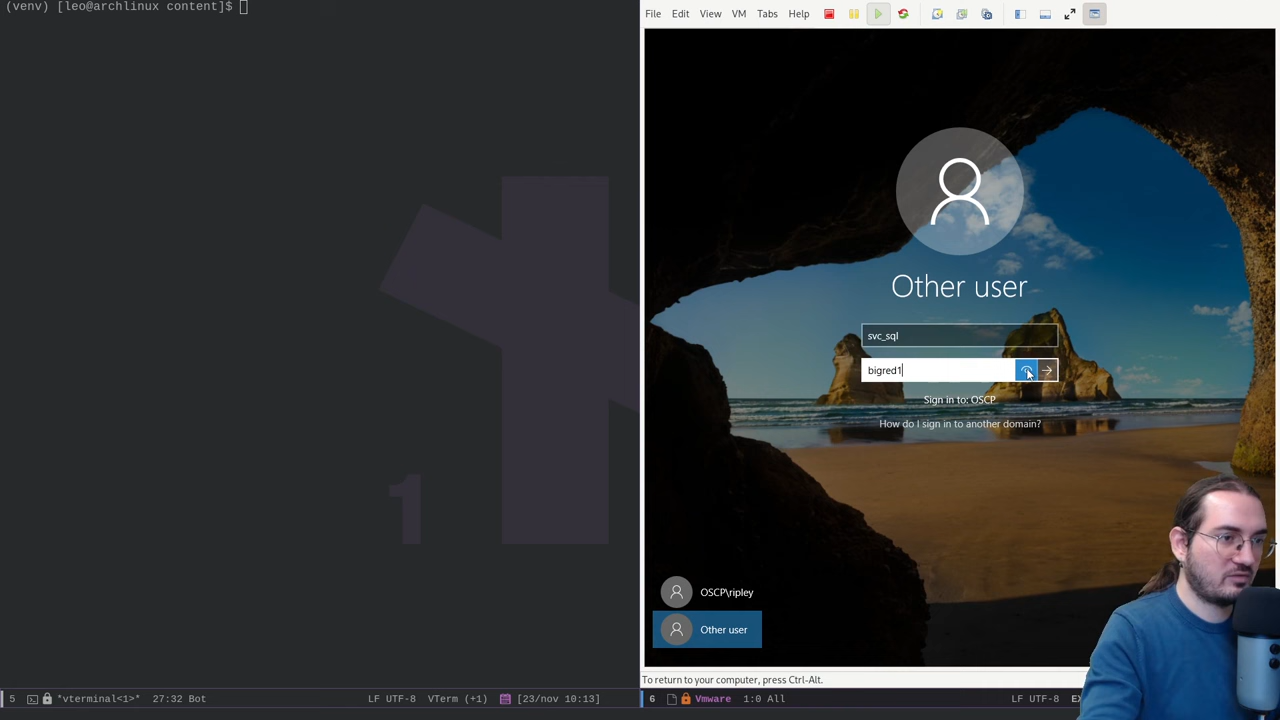 (venv) [leo@archlinux content]$
1
5 *vterminal<1>* 27:32 Bot LF UTF-8 VTerm (+1) [23/nov 10:13]
File Edit View VM Tabs Help
Other user
svc_sql
bigred1
Sign in to: OSCP
How do I sign in to another domain?
OSCP\ripley
Other user
To return to your computer, press Ctrl-Alt.
6 Vmware 1:0 All LF UTF-8